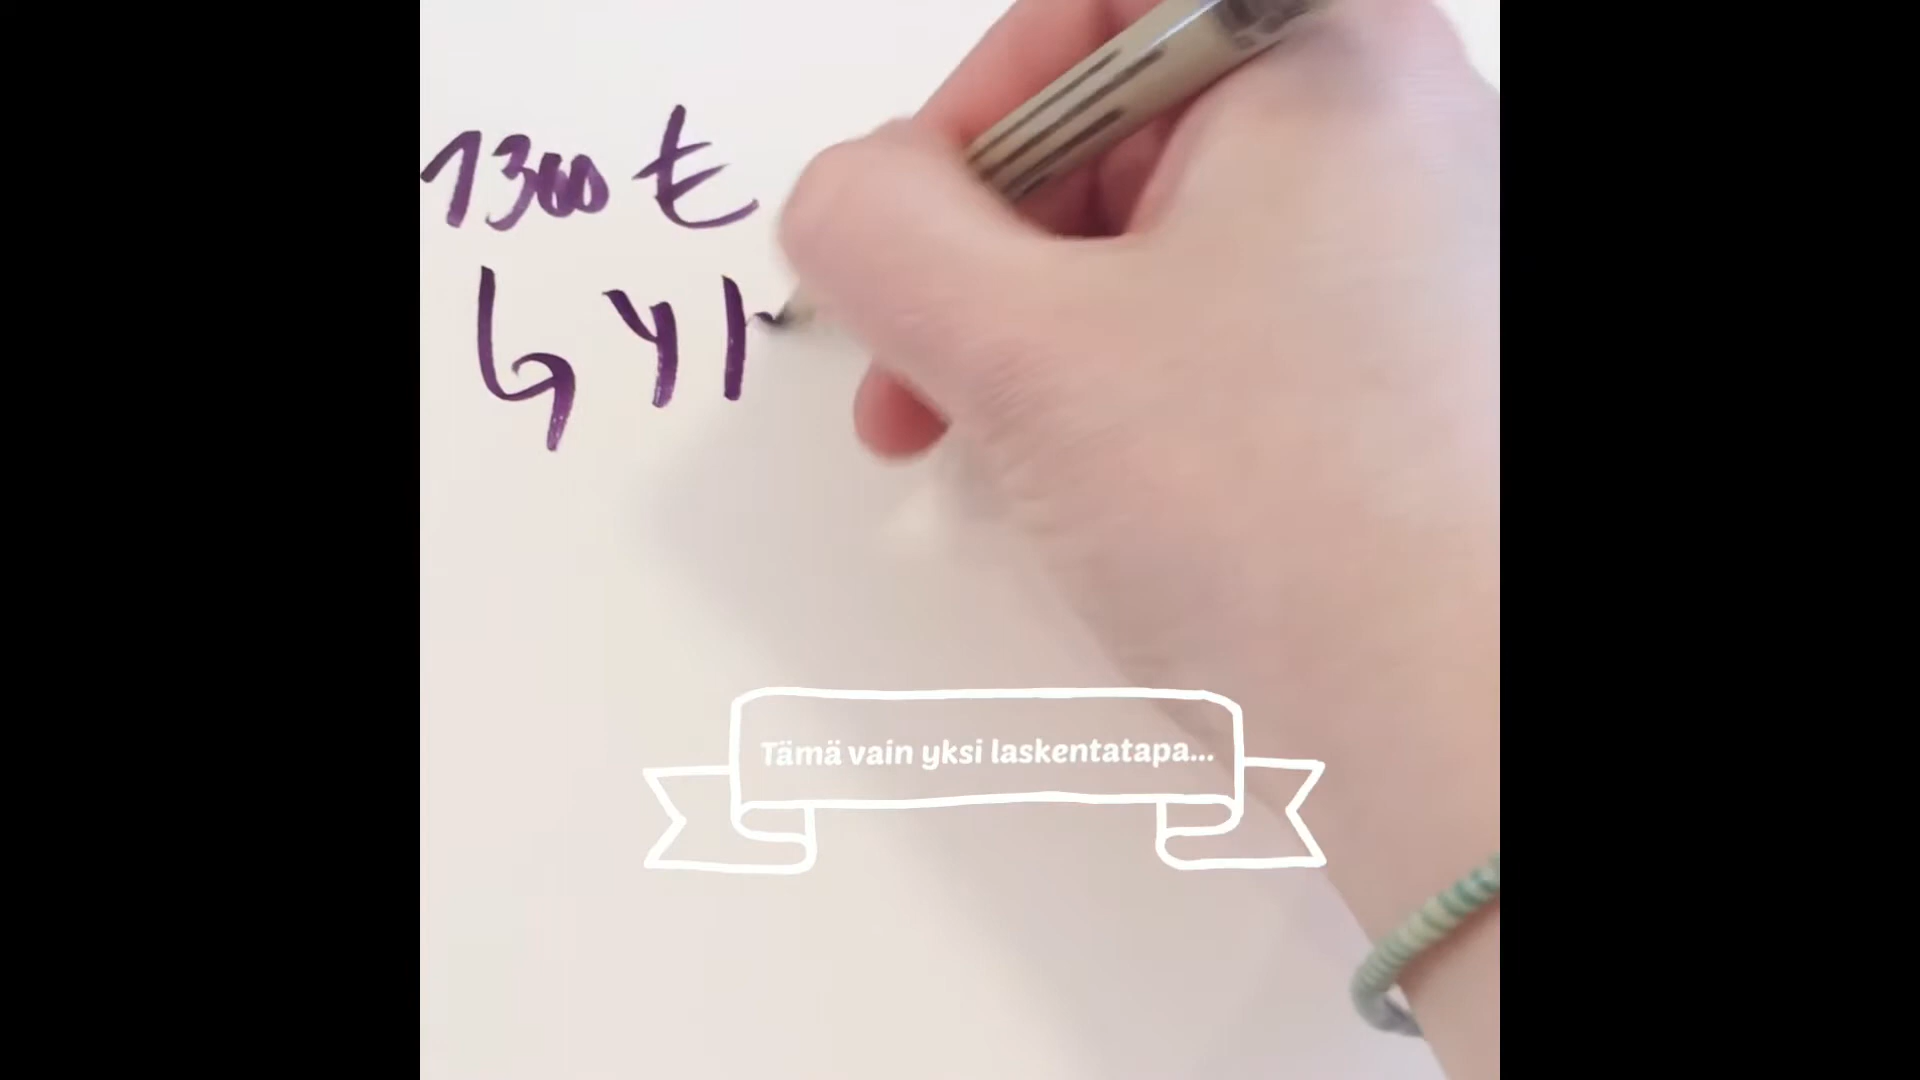 1300 €
↳ y
Tämä vain yksi laskentatapa...